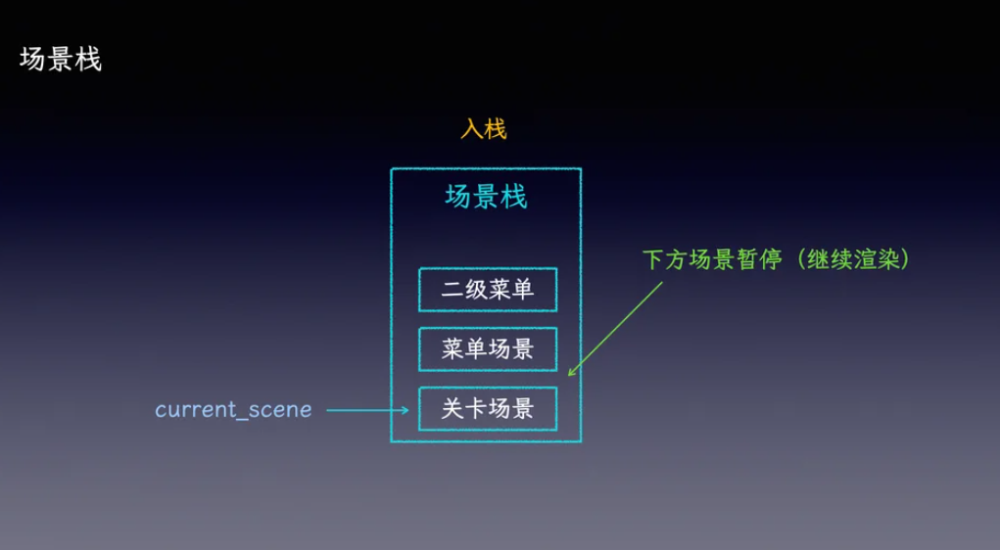 场景栈
入栈
场景栈
下方场景暂停（继续渲染）
二级菜单
菜单场景
current_scene
关卡场景